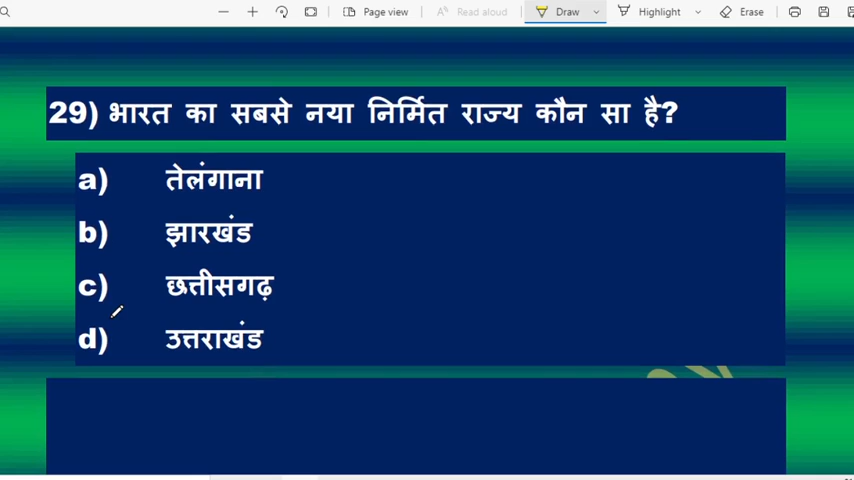 Page view Read aloud Draw Highlight Erase
29) भारत का सबसे नया निर्मित राज्य कौन सा है?
a) तेलंगाना
b) झारखंड
c) छत्तीसगढ़
d) उत्तराखंड